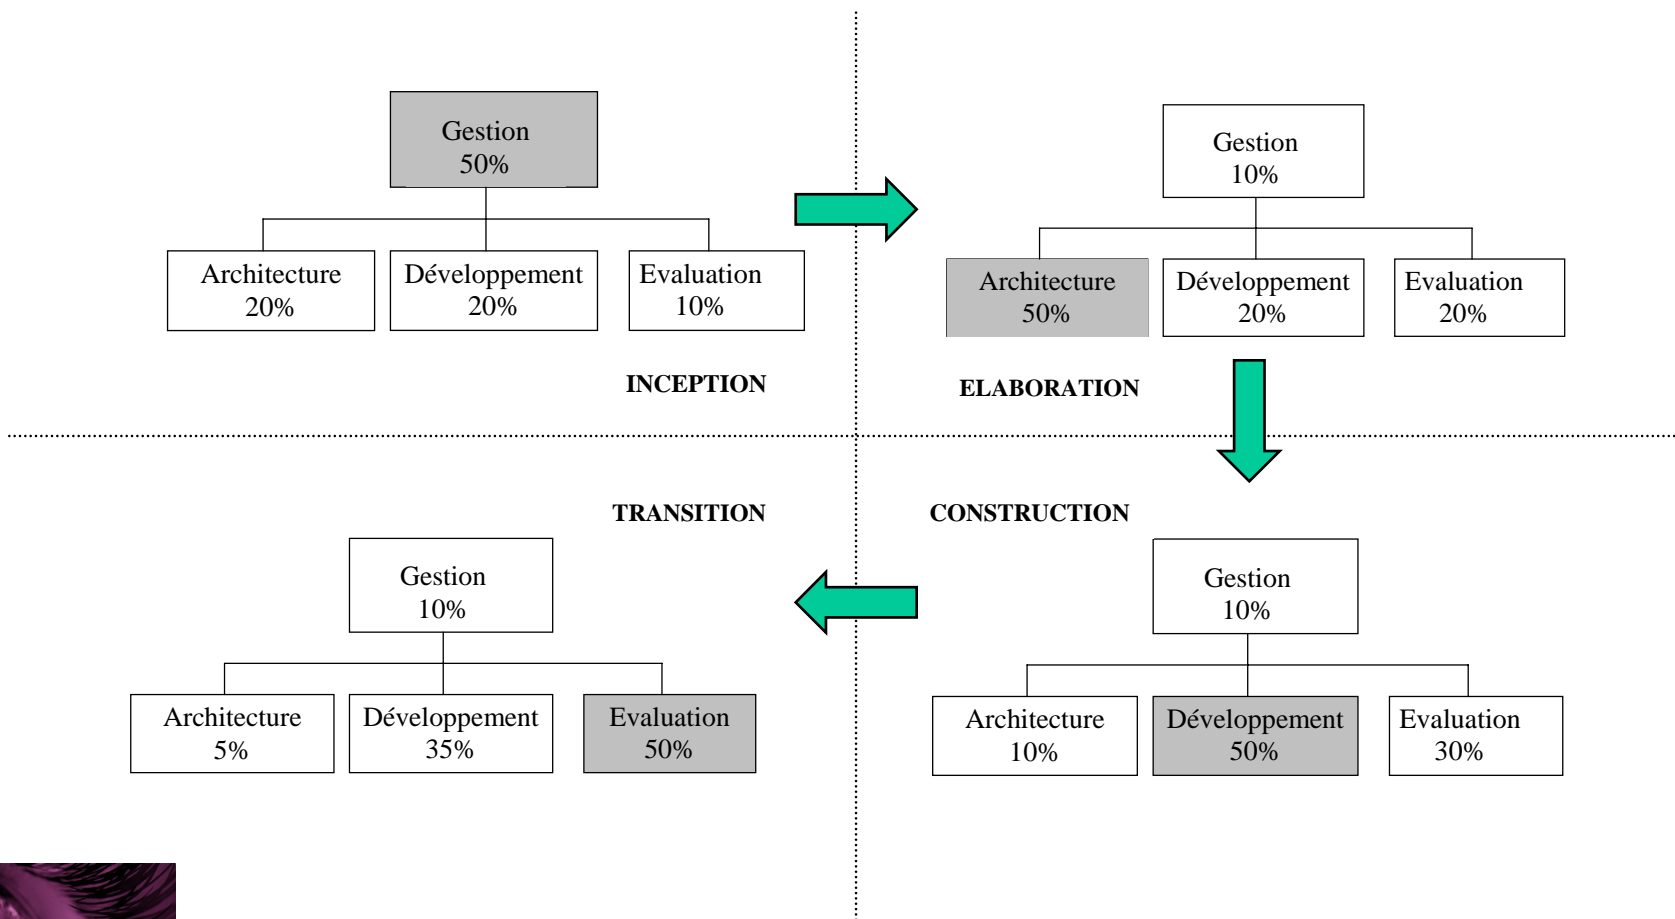 Gestion
50%
Architecture
20%
Développement
20%
Evaluation
10%
INCEPTION
Gestion
10%
Architecture
50%
Développement
20%
Evaluation
20%
ELABORATION
TRANSITION
Gestion
10%
Architecture
5%
Développement
35%
Evaluation
50%
CONSTRUCTION
Gestion
10%
Architecture
10%
Développement
50%
Evaluation
30%